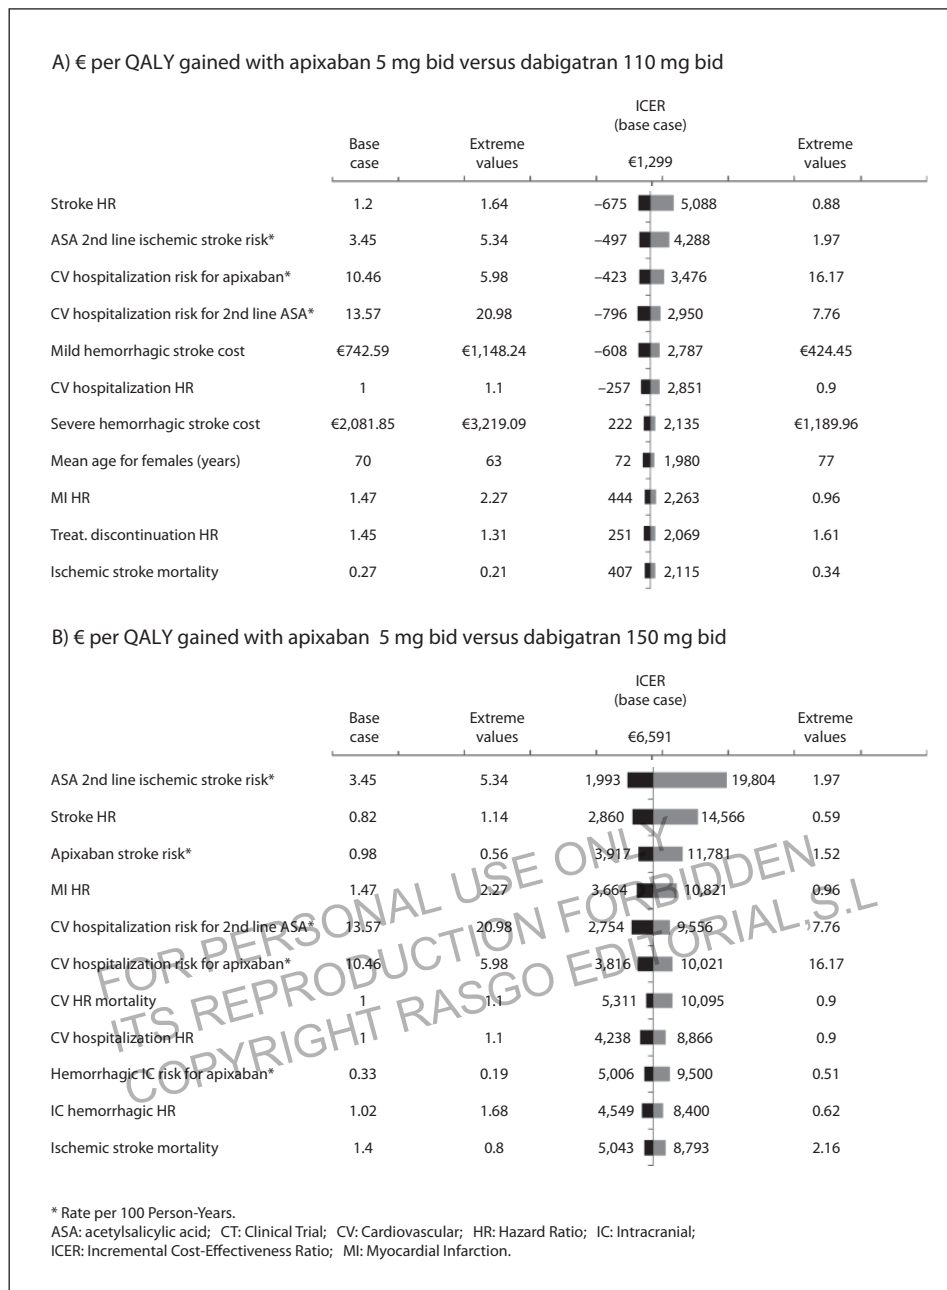 A) € per QALY gained with apixaban 5 mg bid versus dabigatran 110 mg bid
ICER
(base case)
Base case Extreme values €1,299 Extreme values
Stroke HR 1.2 1.64 –675 5,088 0.88
ASA 2nd line ischemic stroke risk* 3.45 5.34 –497 4,288 1.97
CV hospitalization risk for apixaban* 10.46 5.98 –423 3,476 16.17
CV hospitalization risk for 2nd line ASA* 13.57 20.98 –796 2,950 7.76
Mild hemorrhagic stroke cost €742.59 €1,148.24 –608 2,787 €424.45
CV hospitalization HR 1 1.1 –257 2,851 0.9
Severe hemorrhagic stroke cost €2,081.85 €3,219.09 222 2,135 €1,189.96
Mean age for females (years) 70 63 72 1,980 77
MI HR 1.47 2.27 444 2,263 0.96
Treat. discontinuation HR 1.45 1.31 251 2,069 1.61
Ischemic stroke mortality 0.27 0.21 407 2,115 0.34
B) € per QALY gained with apixaban 5 mg bid versus dabigatran 150 mg bid
ICER
(base case)
Base case Extreme values €6,591 Extreme values
ASA 2nd line ischemic stroke risk* 3.45 5.34 1,993 19,804 1.97
Stroke HR 0.82 1.14 2,860 14,566 0.59
Apixaban stroke risk* 0.98 0.56 3,917 11,781 1.52
MI HR 1.47 2.27 3,664 10,821 0.96
CV hospitalization risk for 2nd line ASA* 13.57 20.98 2,754 9,556 7.76
CV hospitalization risk for apixaban* 10.46 5.98 3,816 10,021 16.17
CV HR mortality 1 1.1 5,311 10,095 0.9
CV hospitalization HR 1 1.1 4,238 8,866 0.9
Hemorrhagic IC risk for apixaban* 0.33 0.19 5,006 9,500 0.51
IC hemorrhagic HR 1.02 1.68 4,549 8,400 0.62
Ischemic stroke mortality 1.4 0.8 5,043 8,793 2.16
FOR PERSONAL USE ONLY
ITS REPRODUCTION FORBIDDEN
COPYRIGHT RASGO EDITORIAL,S.L
* Rate per 100 Person-Years.
ASA: acetylsalicylic acid; CT: Clinical Trial; CV: Cardiovascular; HR: Hazard Ratio; IC: Intracranial;
ICER: Incremental Cost-Effectiveness Ratio; MI: Myocardial Infarction.